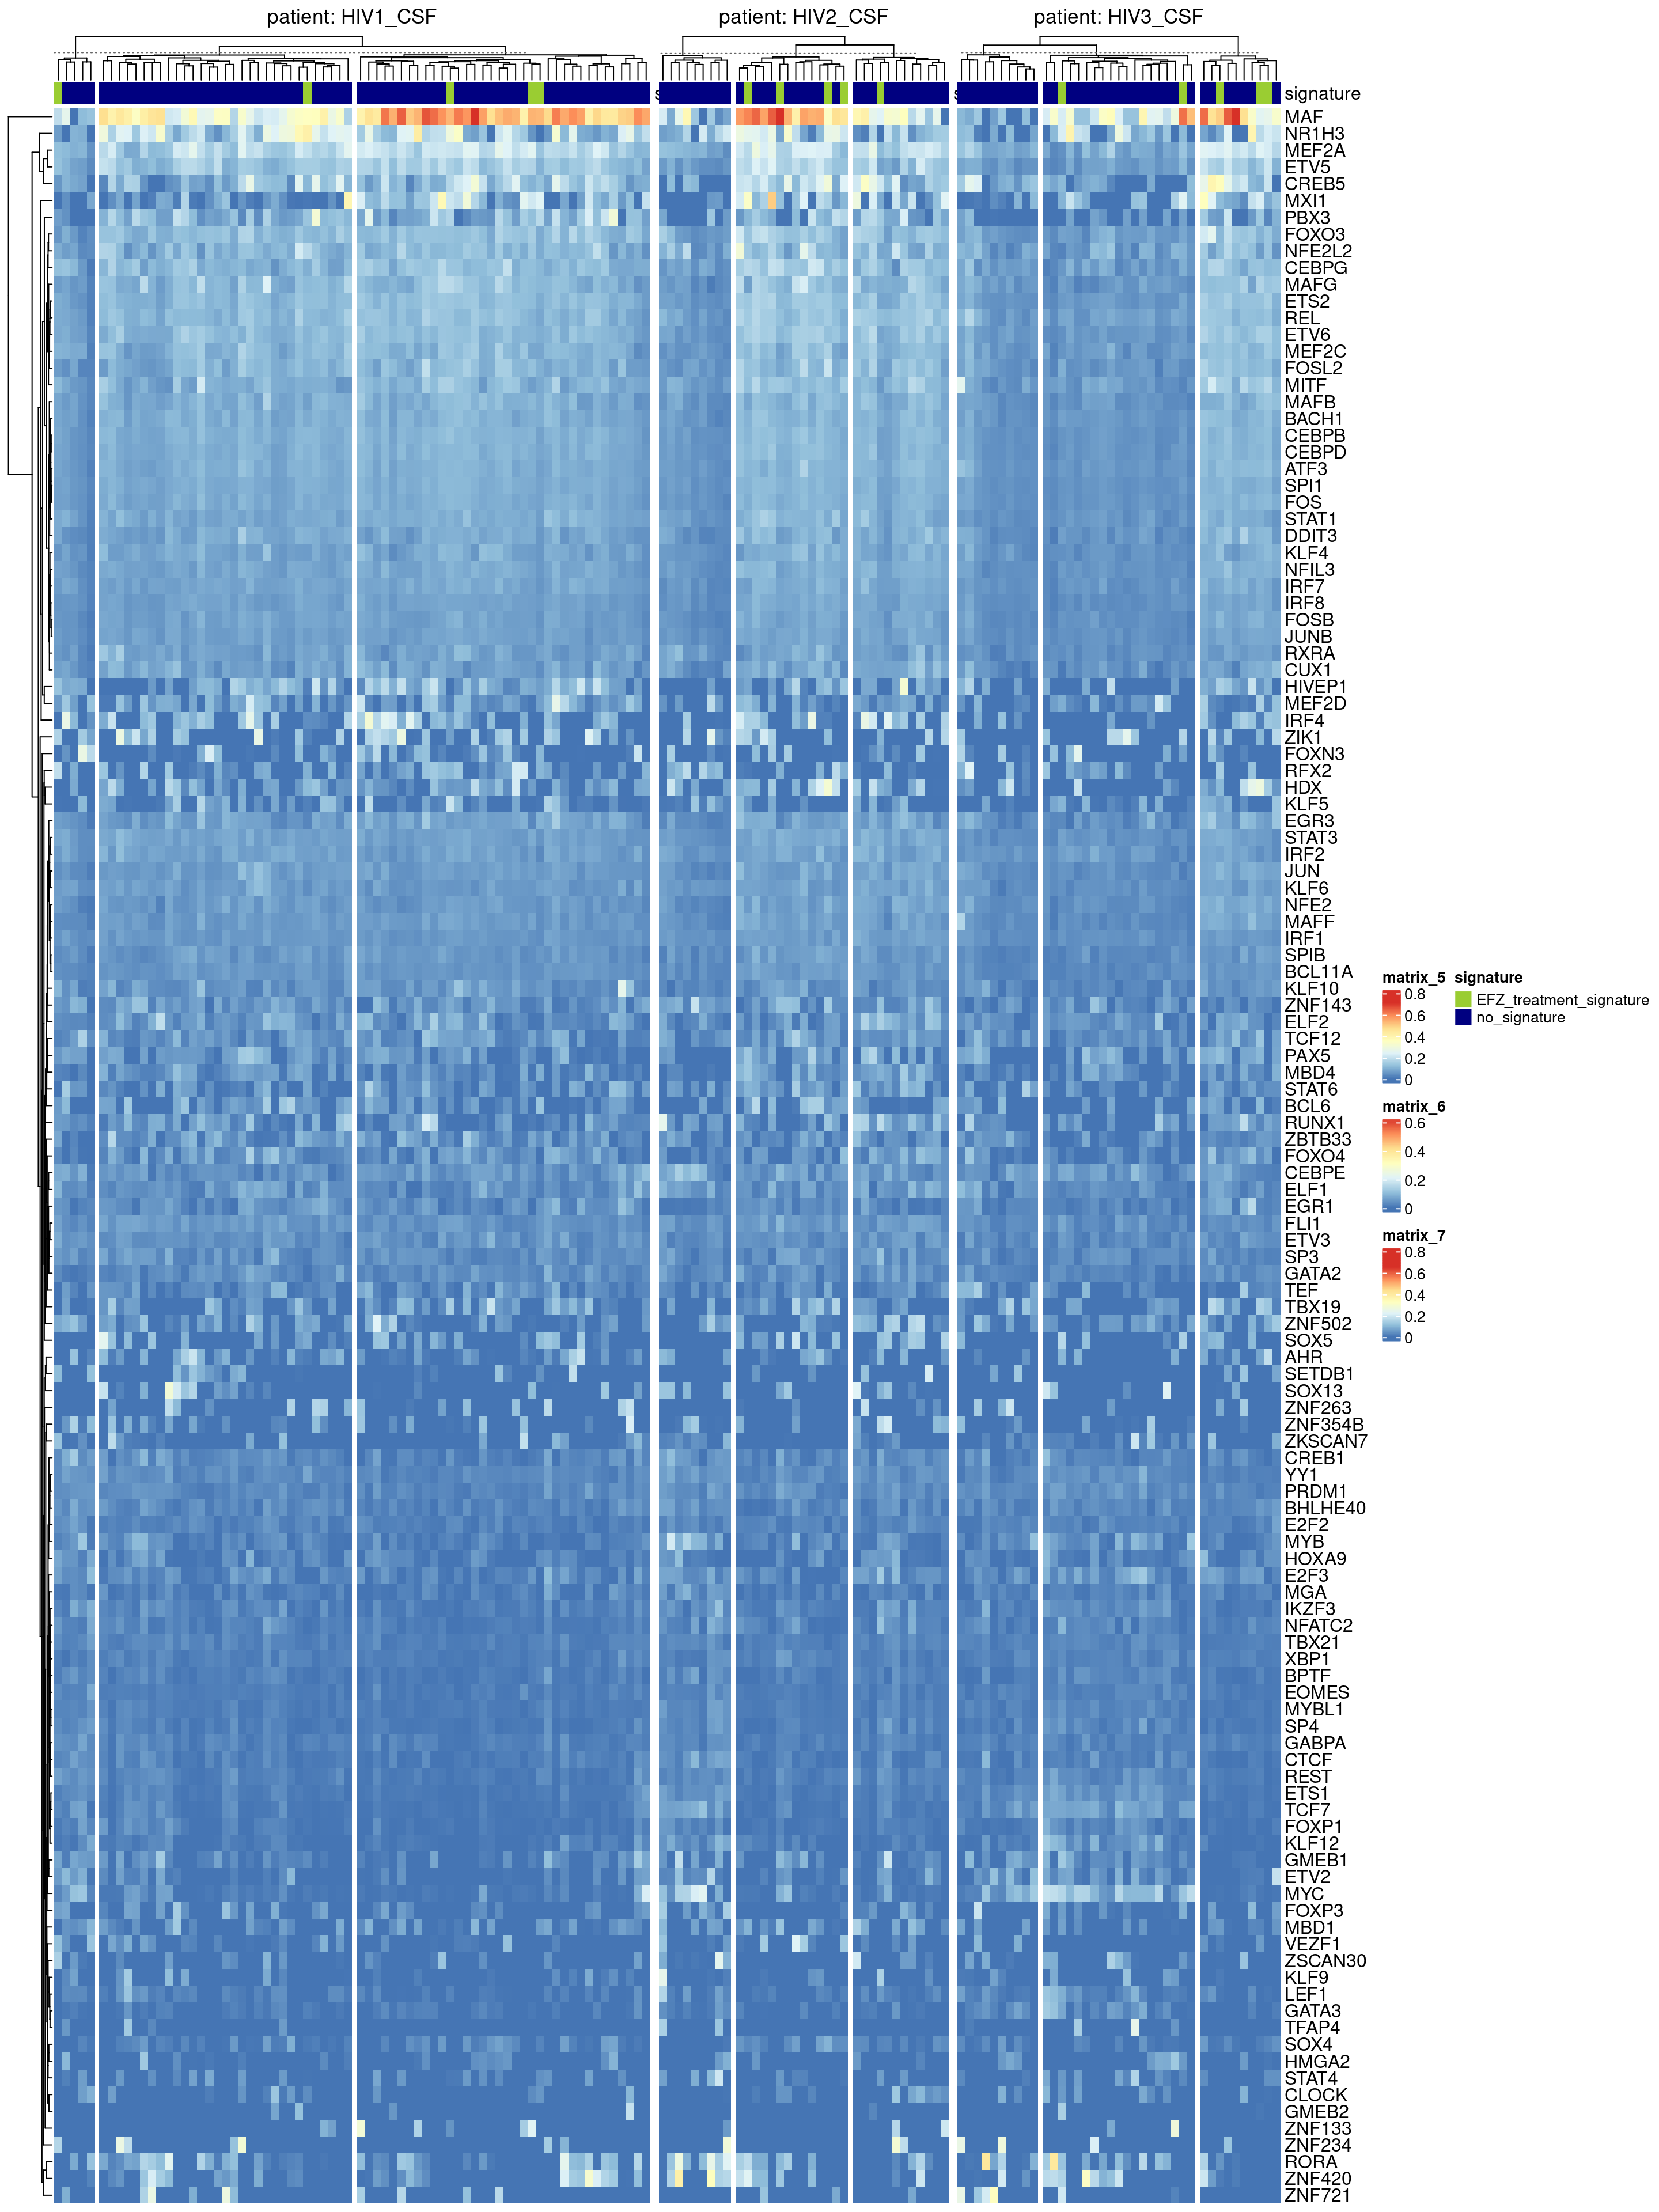 patient: HIV1_CSF
patient: HIV2_CSF
patient: HIV3_CSF
signature
MAF
NR1H3
MEF2A
ETV5
CREB5
MXI1
PBX3
FOXO3
NFE2L2
CEBPG
MAFG
ETS2
REL
ETV6
MEF2C
FOSL2
MITF
MAFB
BACH1
CEBPB
CEBPD
ATF3
SPI1
FOS
STAT1
DDIT3
KLF4
NFIL3
IRF7
IRF8
FOSB
JUNB
RXRA
CUX1
HIVEP1
MEF2D
IRF4
ZIK1
FOXN3
RFX2
HDX
KLF5
EGR3
STAT3
IRF2
JUN
KLF6
NFE2
MAFF
IRF1
SPIB
BCL11A
KLF10
ZNF143
ELF2
TCF12
PAX5
MBD4
STAT6
BCL6
RUNX1
ZBTB33
FOXO4
CEBPE
ELF1
EGR1
FLI1
ETV3
SP3
GATA2
TEF
TBX19
ZNF502
SOX5
AHR
SETDB1
SOX13
ZNF263
ZNF354B
ZKSCAN7
CREB1
YY1
PRDM1
BHLHE40
E2F2
MYB
HOXA9
E2F3
MGA
IKZF3
NFATC2
TBX21
XBP1
BPTF
EOMES
MYBL1
SP4
GABPA
CTCF
REST
ETS1
TCF7
FOXP1
KLF12
GMEB1
ETV2
MYC
FOXP3
MBD1
VEZF1
ZSCAN30
KLF9
LEF1
GATA3
TFAP4
SOX4
HMGA2
STAT4
CLOCK
GMEB2
ZNF133
ZNF234
RORA
ZNF420
ZNF721
matrix_5
0.8
0.6
0.4
0.2
0
matrix_6
0.6
0.4
0.2
0
matrix_7
0.8
0.6
0.4
0.2
0
signature
EFZ_treatment_signature
no_signature